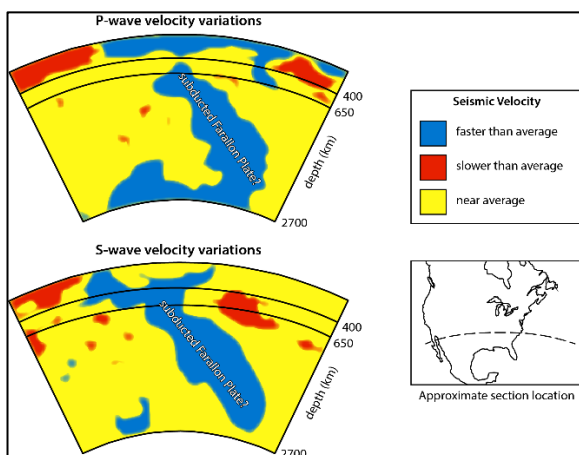 P-wave velocity variations
subducted Farallon Plate?
400
650
depth (km)
2700
Seismic Velocity
faster than average
slower than average
near average
S-wave velocity variations
subducted Farallon Plate?
400
650
depth (km)
2700
Approximate section location